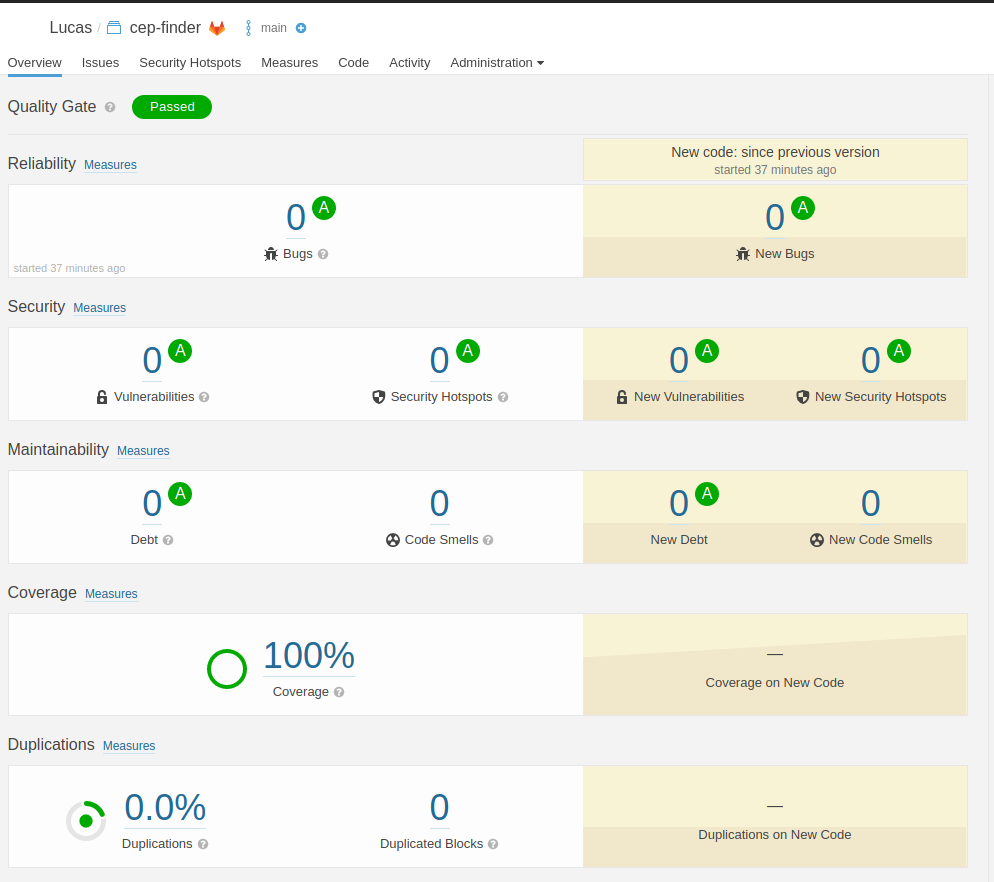 Lucas / cep-finder main
Overview Issues Security Hotspots Measures Code Activity Administration
Quality Gate ? Passed
Reliability Measures
New code: since previous version
started 37 minutes ago
0 A
Bugs ?
started 37 minutes ago
0 A
New Bugs
Security Measures
0 A 0 A 0 A 0 A
Vulnerabilities ? Security Hotspots ? New Vulnerabilities New Security Hotspots
Maintainability Measures
0 A 0 0 A 0
Debt ? Code Smells ? New Debt New Code Smells
Coverage Measures
100%
Coverage ?
—
Coverage on New Code
Duplications Measures
0.0% 0 —
Duplications ? Duplicated Blocks ? Duplications on New Code